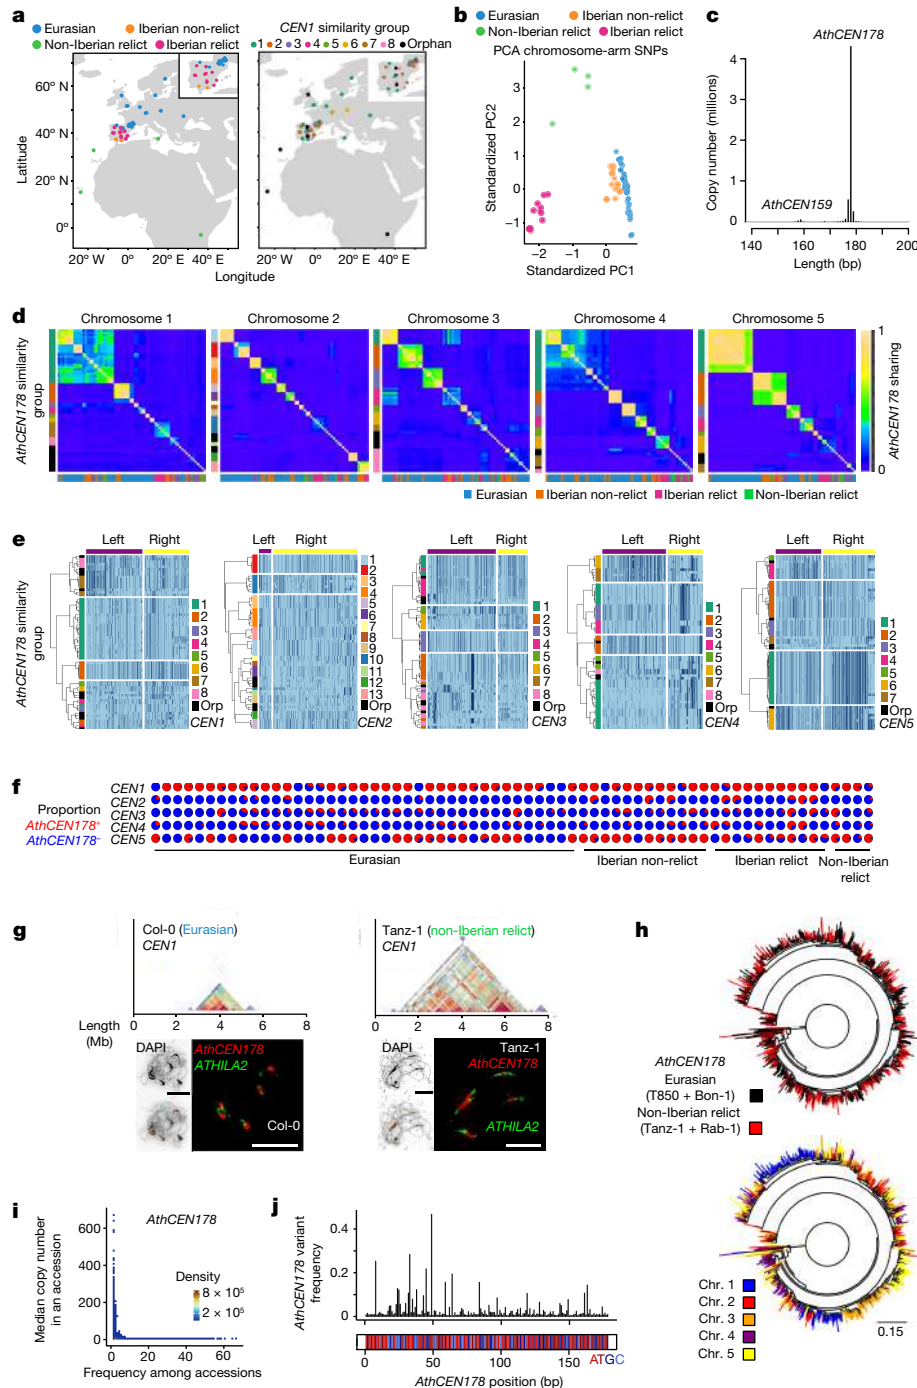 a
Eurasian
Iberian non-relict
Non-Iberian relict
Iberian relict
CEN1 similarity group
1 2 3 4 5 6 7 8 Orphan
Latitude
60° N
40° N
20° N
0°
20° W 0° 20° E 40° E
20° W 0° 20° E 40° E
Longitude
b
Eurasian
Iberian non-relict
Non-Iberian relict
Iberian relict
PCA chromosome-arm SNPs
Standardized PC2
3
2
1
0
−1
−2 −1 0 1
Standardized PC1
c
AthCEN178
AthCEN159
Copy number (millions)
4
3
2
1
0
140 160 180 200
Length (bp)
d
Chromosome 1
Chromosome 2
Chromosome 3
Chromosome 4
Chromosome 5
AthCEN178 similarity
group
1
0
AthCEN178 sharing
Eurasian
Iberian non-relict
Iberian relict
Non-Iberian relict
e
AthCEN178 similarity
group
Left Right
1
2
3
4
5
6
7
8
Orp
CEN1
Left Right
1
2
3
4
5
6
7
8
9
10
11
12
13
Orp
CEN2
Left Right
1
2
3
4
5
6
7
8
Orp
CEN3
Left Right
1
2
3
4
5
6
7
8
Orp
CEN4
Left Right
1
2
3
4
5
6
7
Orp
CEN5
f
Proportion
AthCEN178+
AthCEN178−
CEN1
CEN2
CEN3
CEN4
CEN5
Eurasian
Iberian non-relict
Iberian relict
Non-Iberian
relict
g
Col-0 (Eurasian)
CEN1
Length
(Mb)
0 2 4 6 8
DAPI
AthCEN178
ATHILA2
Col-0
Tanz-1 (non-Iberian relict)
CEN1
0 2 4 6 8
DAPI
Tanz-1
AthCEN178
ATHILA2
h
AthCEN178
Eurasian
(T850 + Bon-1)
Non-Iberian relict
(Tanz-1 + Rab-1)
Chr. 1
Chr. 2
Chr. 3
Chr. 4
Chr. 5
0.15
i
AthCEN178
Median copy number
in an accession
600
400
200
0
Density
8 × 10⁵
2 × 10⁵
0 20 40 60
Frequency among accessions
j
AthCEN178 variant
frequency
0.4
0.2
0
0 50 100 150
ATGC
AthCEN178 position (bp)